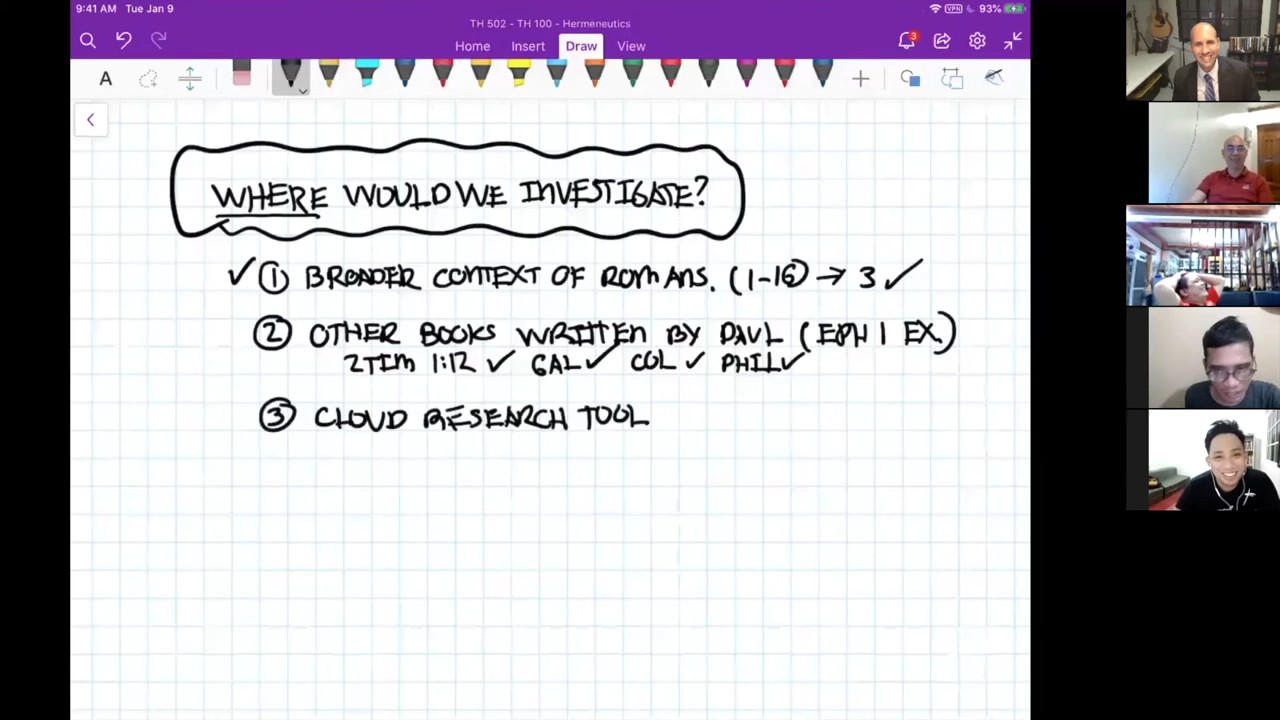 9:41 AM Tue Jan 9
VPN 93%
TH 502 - TH 100 - Hermeneutics
Home Insert Draw View
3
A
WHERE WOULD WE INVESTIGATE?
✓ ① BROADER CONTEXT OF ROMANS. (1-16) → 3 ✓
② OTHER BOOKS WRITTEN BY PAUL (EPH 1 EX.)
2TIM 1:12 ✓ GAL ✓ COL ✓ PHIL ✓
③ CLOUD RESEARCH TOOL